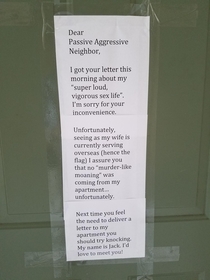 Dear
Passive Aggressive
Neighbor,
I got your letter this
morning about my
"super loud,
vigorous sex life".
I'm sorry for your
inconvenience.
Unfortunately,
seeing as my wife is
currently serving
overseas (hence the
flag) I assure you
that no "murder-like
moaning" was
coming from my
apartment...
unfortunately.
Next time you feel
the need to deliver a
letter to my
apartment you
should try knocking.
My name is Jack. I'd
love to meet you!